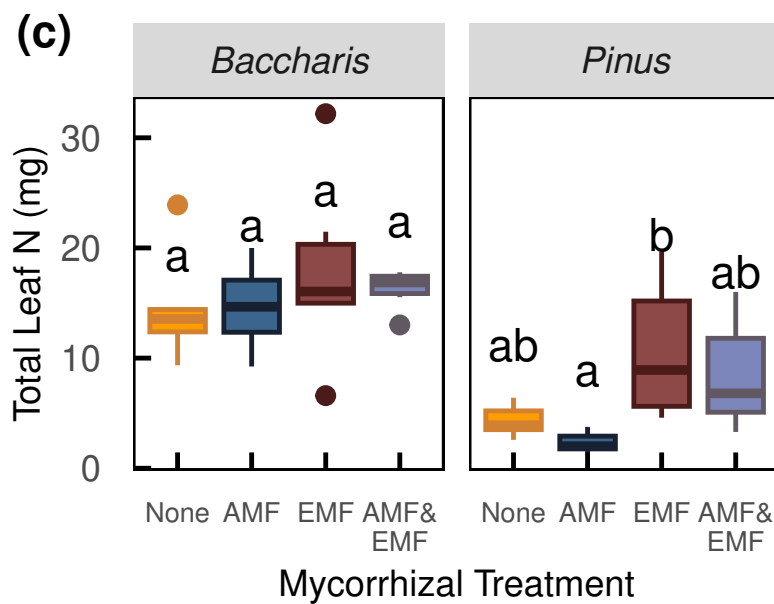 (c)
Baccharis Pinus
Total Leaf N (mg)
30
20
10
0
a a a a
ab a b ab
None AMF EMF AMF&
EMF
None AMF EMF AMF&
EMF
Mycorrhizal Treatment